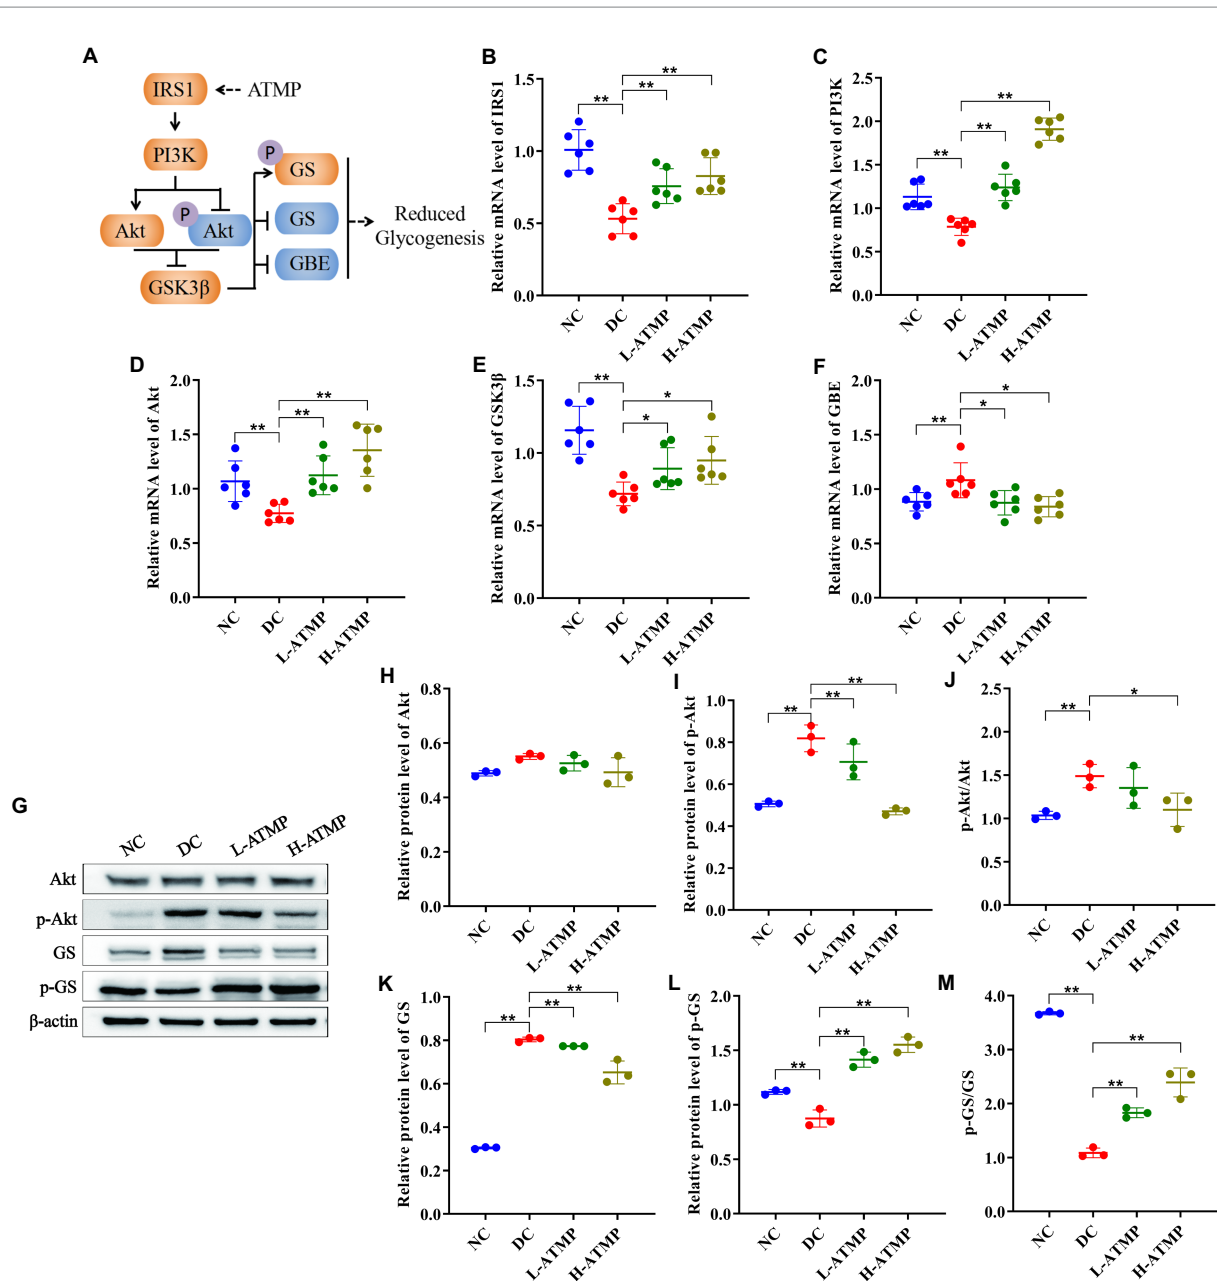 A
IRS1
ATMP
PI3K
P
GS
Akt
P
Akt
GS
GSK3β
GBE
Reduced
Glycogenesis
B
Relative mRNA level of IRS1
1.5
1.0
0.5
0.0
**
**
**
NC
DC
L-ATMP
H-ATMP
C
Relative mRNA level of PI3K
2.5
2.0
1.5
1.0
0.5
0.0
**
**
**
NC
DC
L-ATMP
H-ATMP
D
Relative mRNA level of Akt
2.0
1.5
1.0
0.5
0.0
**
**
**
NC
DC
L-ATMP
H-ATMP
E
Relative mRNA level of GSK3β
1.5
1.0
0.5
0.0
**
*
*
NC
DC
L-ATMP
H-ATMP
F
Relative mRNA level of GBE
2.0
1.5
1.0
0.5
0.0
**
*
*
NC
DC
L-ATMP
H-ATMP
G
NC
DC
L-ATMP
H-ATMP
Akt
p-Akt
GS
p-GS
β-actin
H
Relative protein level of Akt
0.8
0.6
0.4
0.2
0.0
NC
DC
L-ATMP
H-ATMP
I
Relative protein level of p-Akt
1.0
0.8
0.6
0.4
0.2
0.0
**
**
**
NC
DC
L-ATMP
H-ATMP
J
p-Akt/Akt
2.5
2.0
1.5
1.0
0.5
0.0
**
*
NC
DC
L-ATMP
H-ATMP
K
Relative protein level of GS
1.0
0.8
0.6
0.4
0.2
0.0
**
**
**
NC
DC
L-ATMP
H-ATMP
L
Relative protein level of p-GS
2.0
1.5
1.0
0.5
0.0
**
**
**
NC
DC
L-ATMP
H-ATMP
M
p-GS/GS
4.0
3.0
2.0
1.0
0.0
**
**
**
NC
DC
L-ATMP
H-ATMP